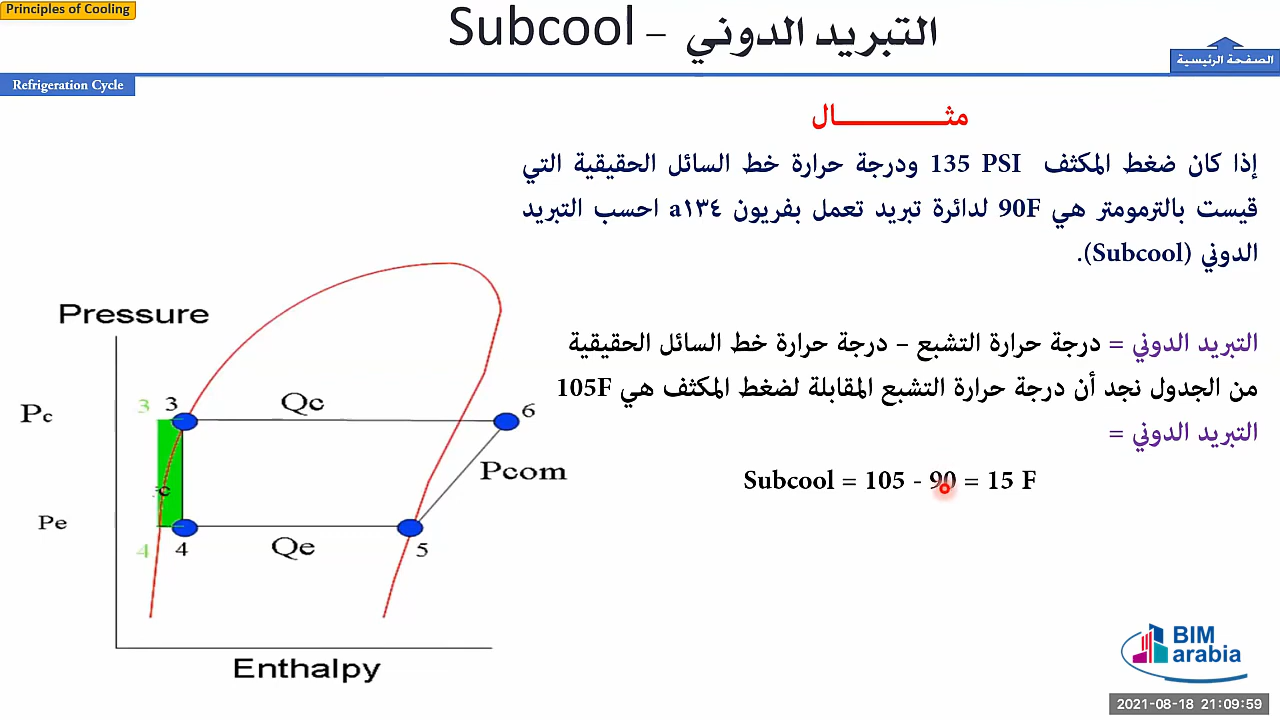 Principles of Cooling
التبريد الدوني – Subcool
الصفحة الرئيسية
Refrigeration Cycle
مثـــــــــــــال
إذا كان ضغط المكثف 135 PSI ودرجة حرارة خط السائل الحقيقية التي
قيست بالترمومتر هي 90F لدائرة تبريد تعمل بفريون a١٣٤ احسب التبريد
الدوني (Subcool).
التبريد الدوني = درجة حرارة التشبع – درجة حرارة خط السائل الحقيقية
من الجدول نجد أن درجة حرارة التشبع المقابلة لضغط المكثف هي 105F
التبريد الدوني =
Subcool = 105 - 90 = 15 F
Pressure
Pc
3 3
Qc
6
Pcom
Pe
4 4
Qe
5
Enthalpy
BIM
arabia
2021-08-18 21:09:59